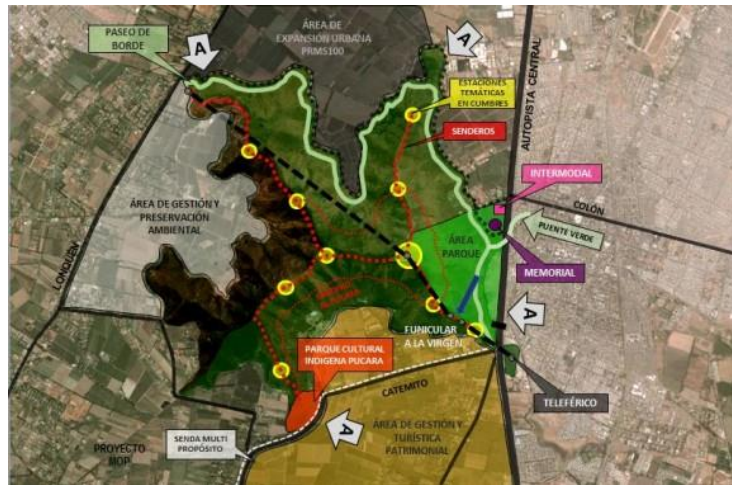 PASEO DE
BORDE
A
ÁREA DE
EXPANSIÓN URBANA
PRMS100
A
ESTACIONES
TEMÁTICAS
EN CUMBRES
SENDEROS
AUTOPISTA CENTRAL
INTERMODAL
COLÓN
PUENTE VERDE
MEMORIAL
ÁREA
PARQUE
ÁREA DE GESTIÓN Y
PRESERVACIÓN
AMBIENTAL
LONQUEN
A
FUNICULAR
A LA VIRGEN
PARQUE CULTURAL
INDIGENA PUCARA
TELEFÉRICO
CATEMITO
A
ÁREA DE GESTIÓN Y
TURÍSTICA
PATRIMONIAL
SENDA MULTI
PROPÓSITO
PROYECTO
MOP